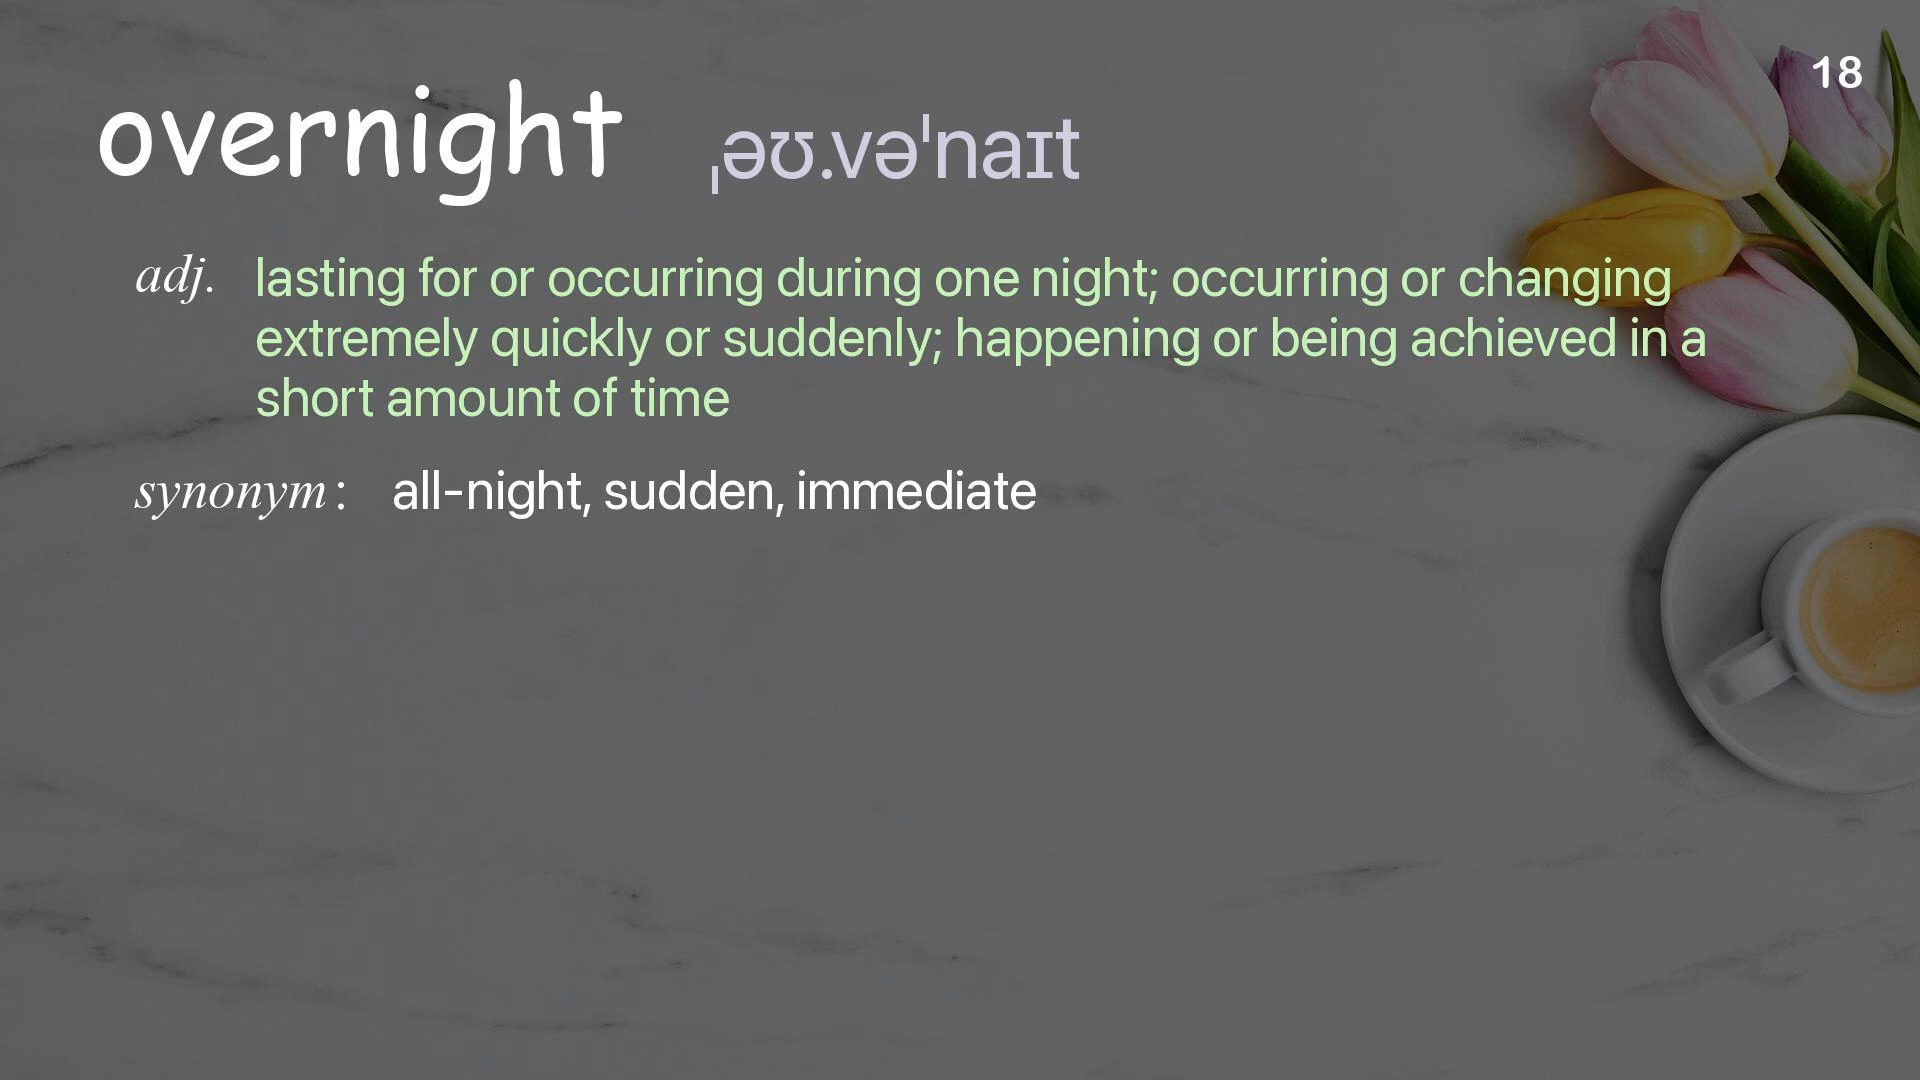 18
overnight ˌəʊ.vəˈnaɪt
adj. lasting for or occurring during one night; occurring or changing
extremely quickly or suddenly; happening or being achieved in a
short amount of time
synonym: all-night, sudden, immediate